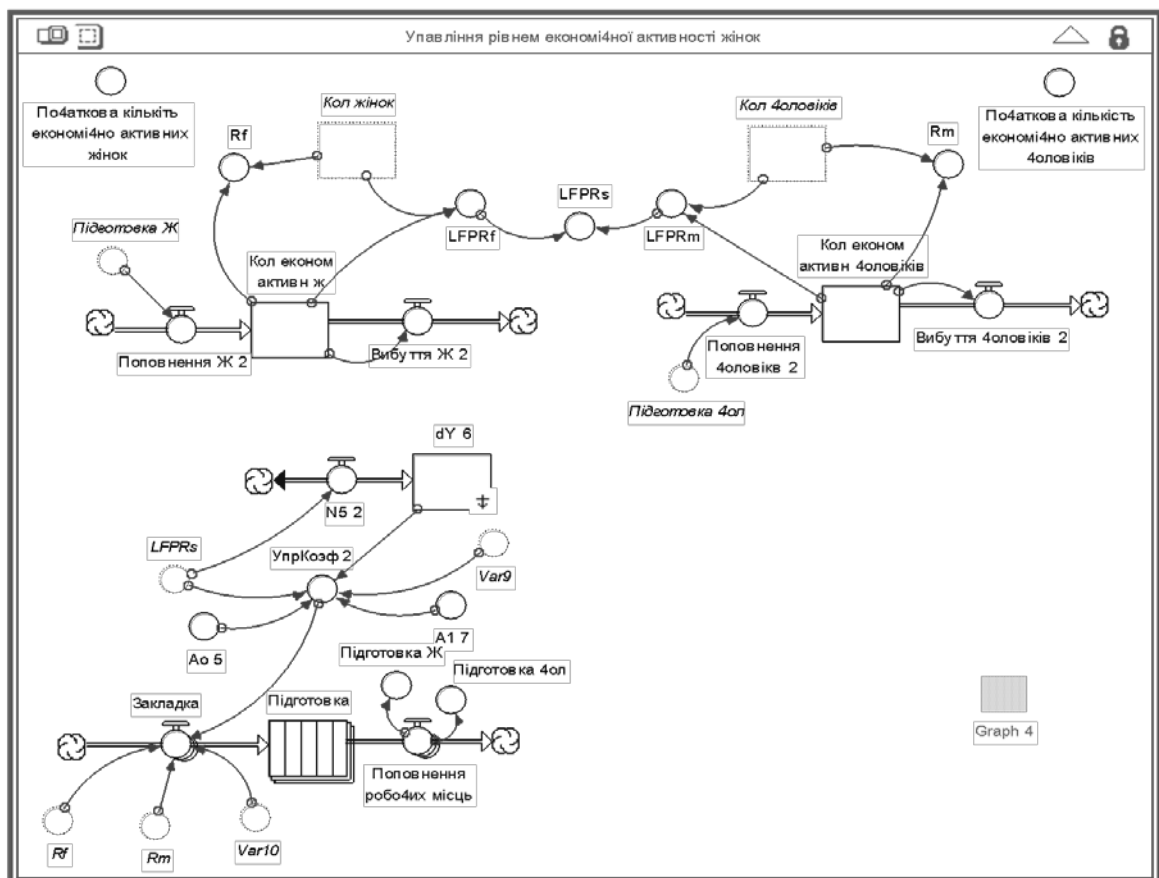 Упавління рівнем економі4ної активності жінок
По4аткова кількіть
економі4но активних
жінок
Rf
Кол жінок
Кол 4оловіків
Rm
По4аткова кількість
економі4но активних
4оловіків
LFPRs
Підготовка Ж
LFPRf
LFPRm
Кол економ
активн ж
Кол економ
активн 4оловіків
Поповнення Ж 2
Вибуття Ж 2
Поповнення
4оловіків 2
Вибуття 4оловіків 2
Підготовка 4ол
dY 6
N5 2
LFPRs
УпрКоэф 2
Var9
Ao 5
A1 7
Підготовка Ж
Підготовка 4ол
Закладка
Підготовка
Graph 4
Поповнення
робо4их місць
Rf
Rm
Var10